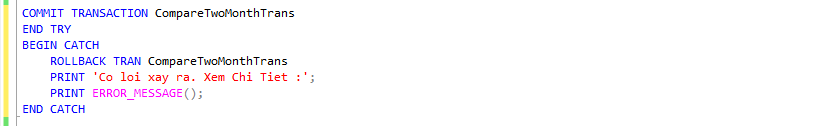 COMMIT TRANSACTION CompareTwoMonthTrans
END TRY
BEGIN CATCH
    ROLLBACK TRAN CompareTwoMonthTrans
    PRINT 'Co loi xay ra. Xem Chi Tiet :';
    PRINT ERROR_MESSAGE();
END CATCH